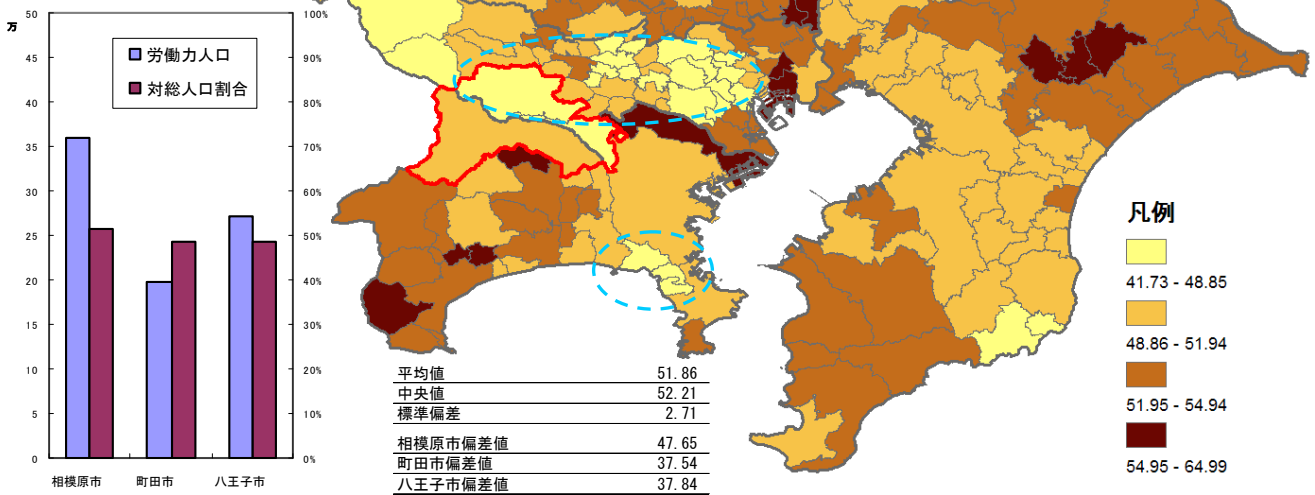 万
50
45
40
35
30
25
20
15
10
5
0
100%
90%
80%
70%
60%
50%
40%
30%
20%
10%
0%
労働力人口
対総人口割合
相模原市 町田市 八王子市
平均値 51.86
中央値 52.21
標準偏差 2.71
相模原市偏差値 47.65
町田市偏差値 37.54
八王子市偏差値 37.84
凡例
41.73 - 48.85
48.86 - 51.94
51.95 - 54.94
54.95 - 64.99